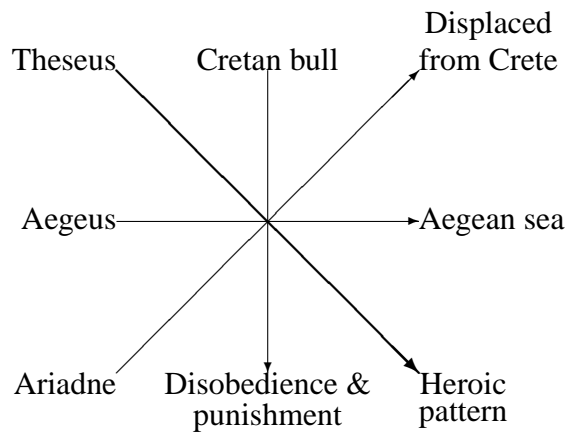 Displaced
Theseus Cretan bull from Crete
Aegeus Aegean sea
Ariadne Disobedience & Heroic
punishment pattern